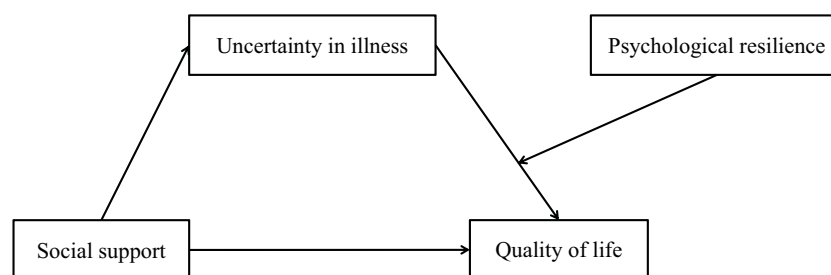 Uncertainty in illness
Psychological resilience
Social support
Quality of life